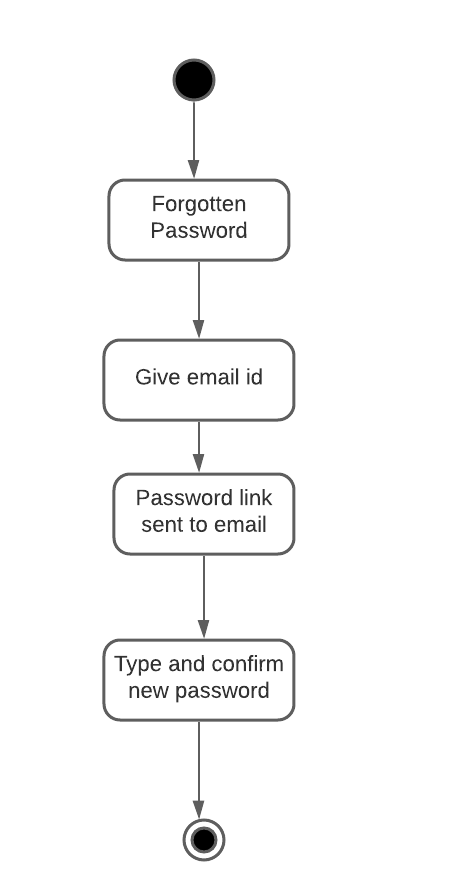 Forgotten
Password
Give email id
Password link
sent to email
Type and confirm
new password